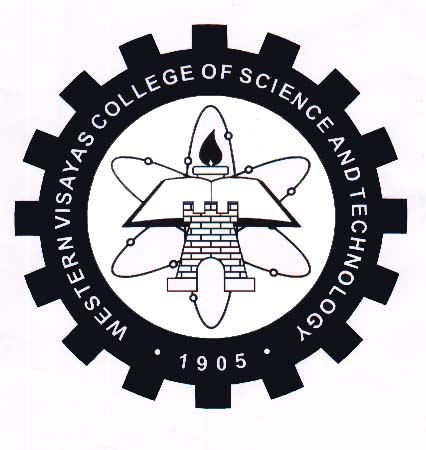 WESTERN VISAYAS COLLEGE OF SCIENCE AND TECHNOLOGY
• 1905 •